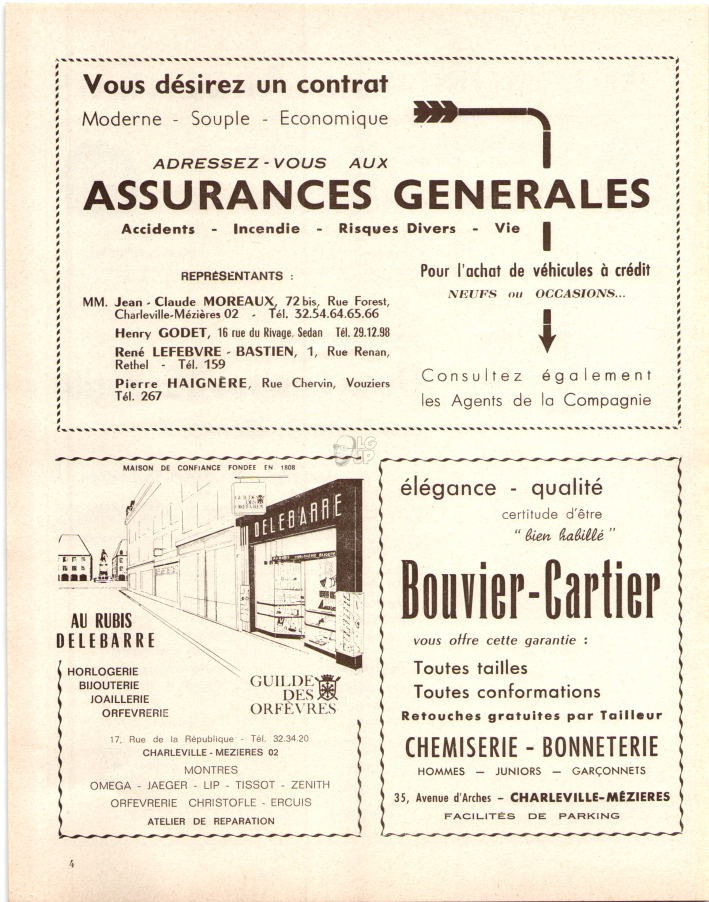 Vous désirez un contrat
Moderne - Souple - Economique
ADRESSEZ-VOUS AUX
ASSURANCES GENERALES
Accidents - Incendie - Risques Divers - Vie
REPRÉSENTANTS :
MM. Jean-Claude MOREAUX, 72 bis, Rue Forest,
Charleville-Mézières 02 - Tél. 32.54.64.65.66
Henry GODET, 16 rue du Rivage, Sedan Tél. 29.12.98
René LEFEBVRE - BASTIEN, 1, Rue Renan,
Rethel - Tél. 159
Pierre HAIGNÈRE, Rue Chervin, Vouziers
Tél. 267
Pour l'achat de véhicules à crédit
NEUFS ou OCCASIONS...
Consultez également
les Agents de la Compagnie
LG
UP
MAISON DE CONFIANCE FONDEE EN 1808
GUILDE
DES
ORFÈVRES
DELEBARRE
AU RUBIS
DELEBARRE
HORLOGERIE
BIJOUTERIE
JOAILLERIE
ORFEVRERIE
GUILDE
DES
ORFÈVRES
17, Rue de la République - Tél. 32.34.20
CHARLEVILLE - MEZIERES 02
MONTRES
OMEGA - JAEGER - LIP - TISSOT - ZENITH
ORFEVRERIE CHRISTOFLE - ERCUIS
ATELIER DE REPARATION
élégance - qualité
certitude d'être
"bien habillé"
Bouvier-Cartier
vous offre cette garantie :
Toutes tailles
Toutes conformations
Retouches gratuites par Tailleur
CHEMISERIE - BONNETERIE
HOMMES — JUNIORS — GARÇONNETS
35, Avenue d'Arches - CHARLEVILLE-MÉZIERES
FACILITÉS DE PARKING
4